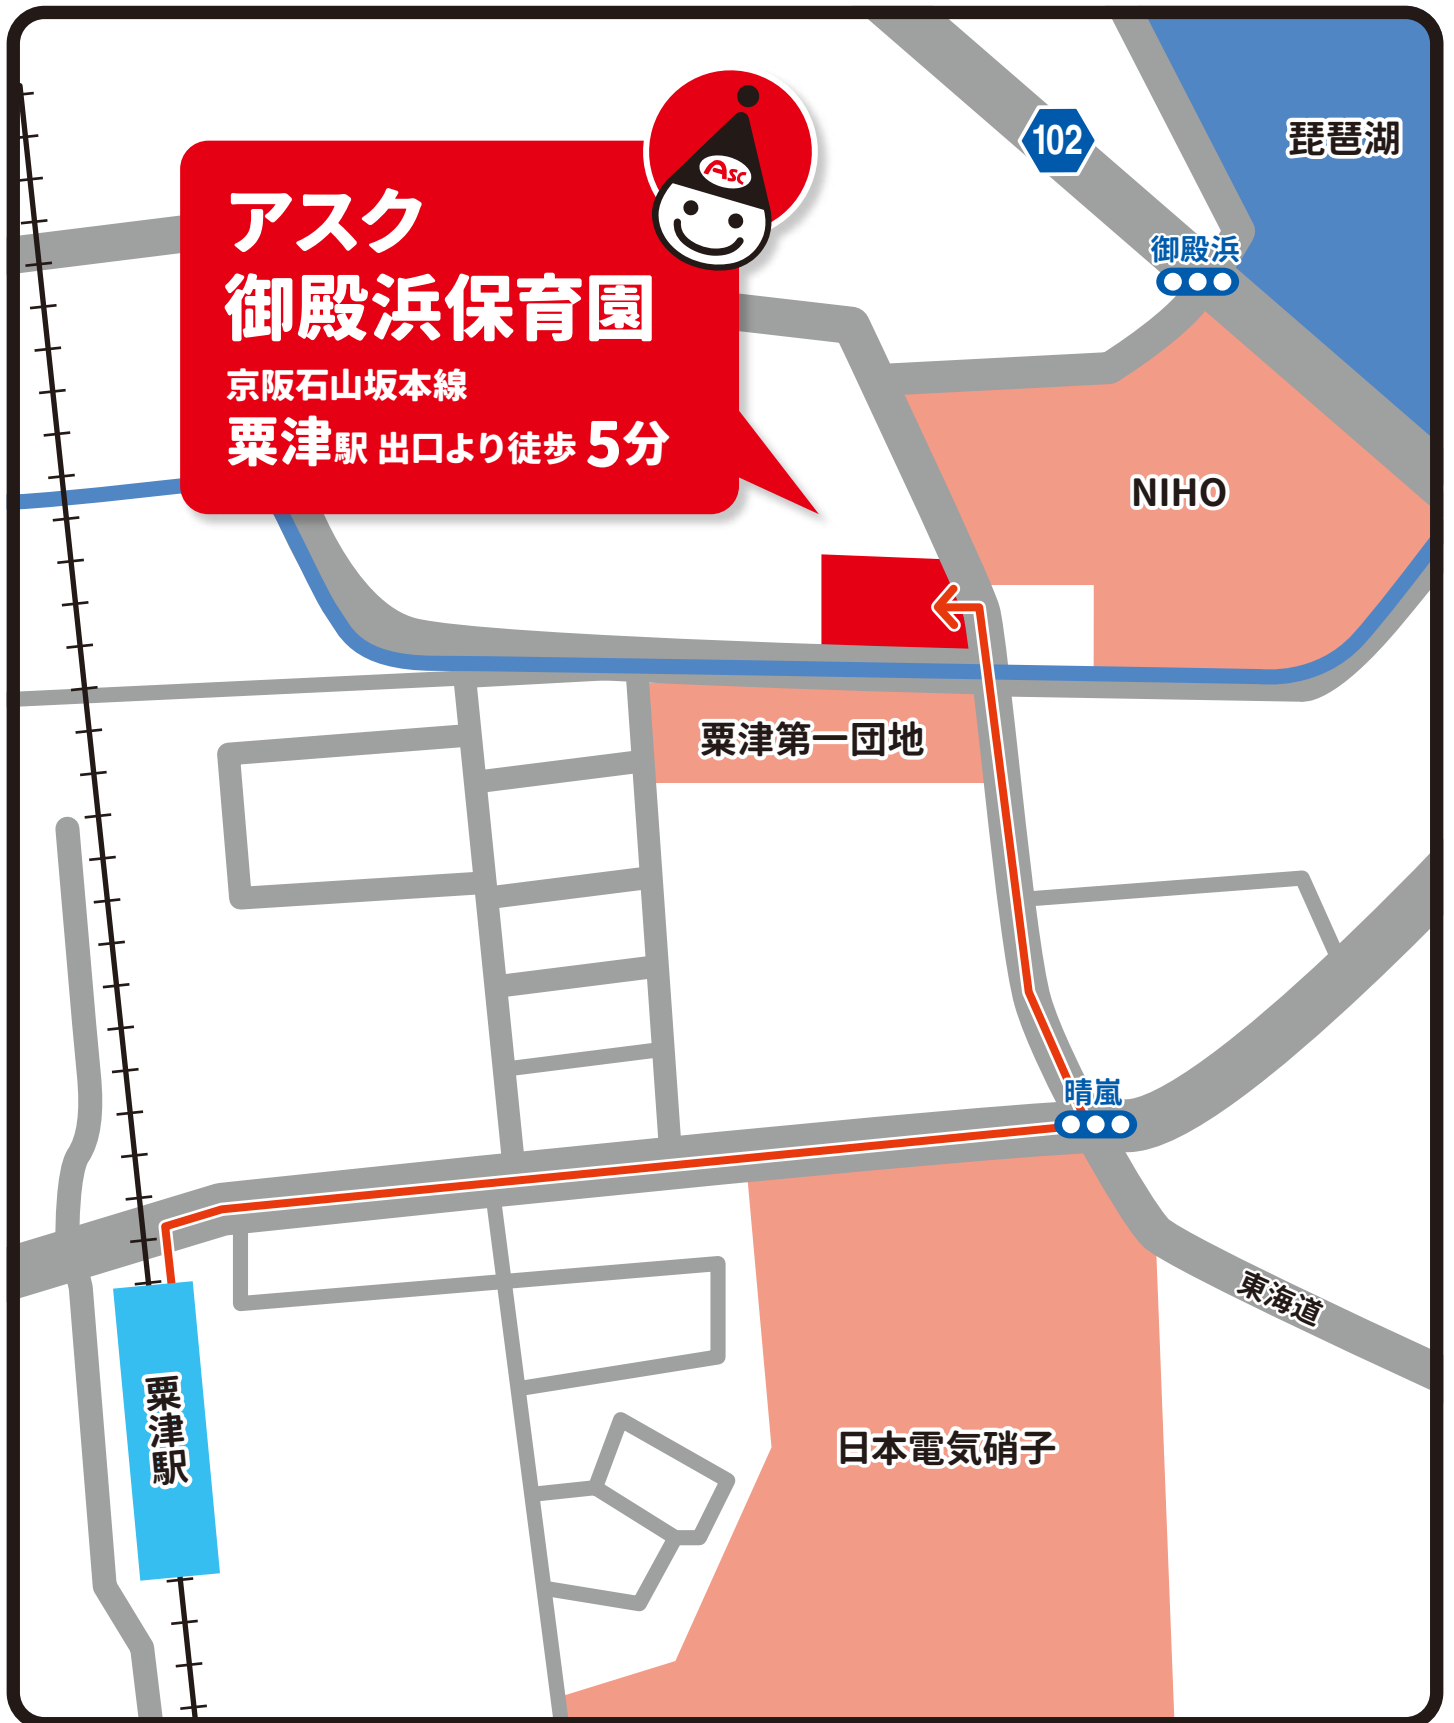 102
琵琶湖
御殿浜
ASC
アスク
御殿浜保育園
京阪石山坂本線
粟津駅 出口より徒歩 5分
NIHO
粟津第一団地
晴嵐
東海道
粟津駅
日本電気硝子